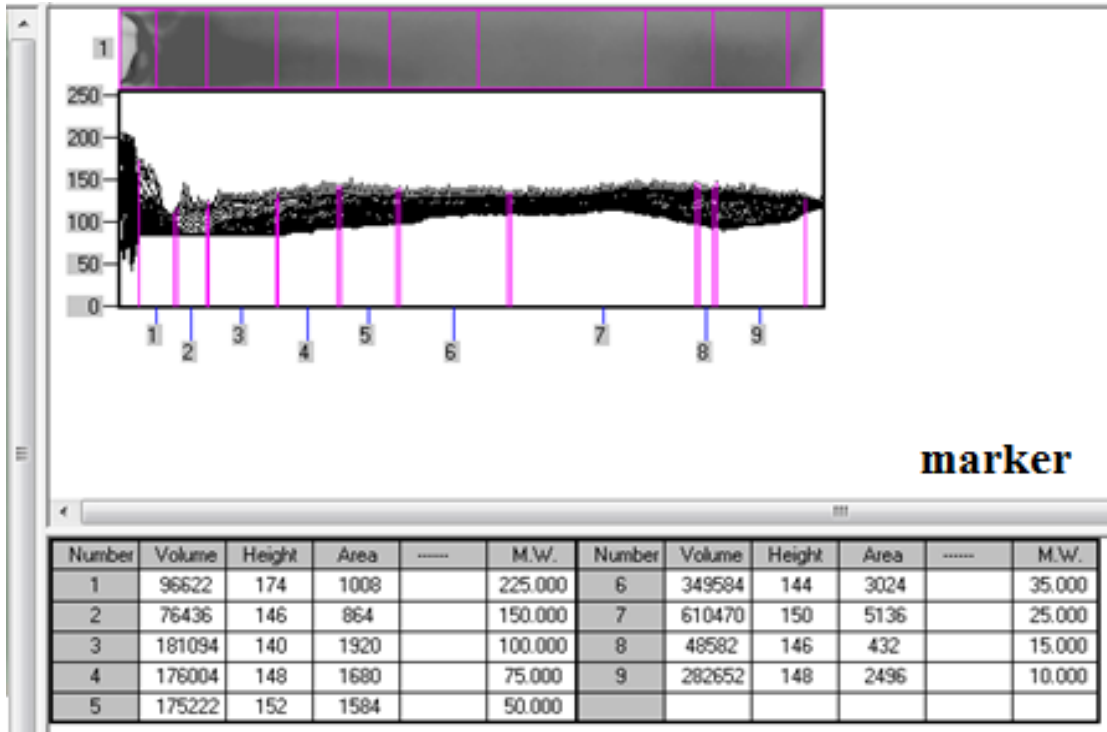 1
250
200
150
100
50
0
1 2 3 4 5 6 7 8 9
marker
Number Volume Height Area ------ M.W. Number Volume Height Area ------ M.W.
1 96622 174 1008 225.000 6 349584 144 3024 35.000
2 76436 146 864 150.000 7 610470 150 5136 25.000
3 181094 140 1920 100.000 8 48582 146 432 15.000
4 176004 148 1680 75.000 9 282652 148 2496 10.000
5 175222 152 1584 50.000